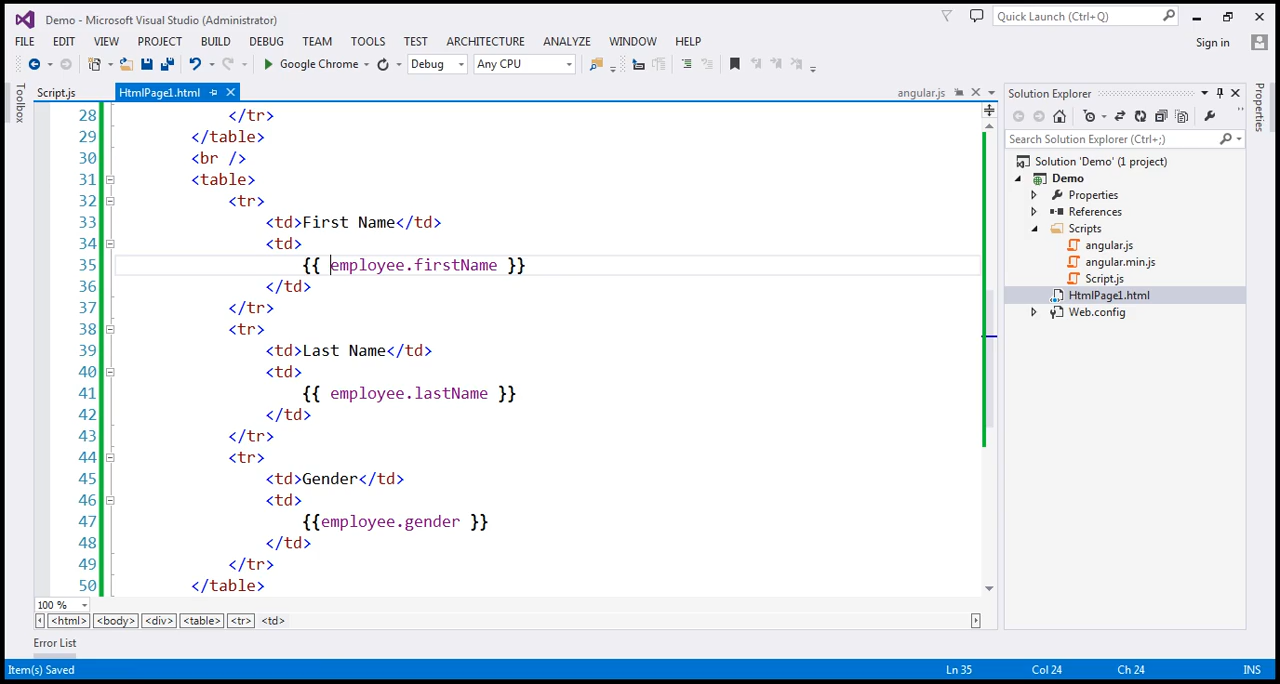 Demo - Microsoft Visual Studio (Administrator)
Quick Launch (Ctrl+Q)
FILE EDIT VIEW PROJECT BUILD DEBUG TEAM TOOLS TEST ARCHITECTURE ANALYZE WINDOW HELP
Sign in
Google Chrome Debug Any CPU
Toolbox
Script.js HtmlPage1.html angular.js
28 </tr>
29 </table>
30 <br />
31 <table>
32 <tr>
33 <td>First Name</td>
34 <td>
35 {{ employee.firstName }}
36 </td>
37 </tr>
38 <tr>
39 <td>Last Name</td>
40 <td>
41 {{ employee.lastName }}
42 </td>
43 </tr>
44 <tr>
45 <td>Gender</td>
46 <td>
47 {{employee.gender }}
48 </td>
49 </tr>
50 </table>
100 %
<html> <body> <div> <table> <tr> <td>
Solution Explorer
Search Solution Explorer (Ctrl+;)
Solution 'Demo' (1 project)
Demo
Properties
References
Scripts
angular.js
angular.min.js
Script.js
HtmlPage1.html
Web.config
Properties
Error List
Item(s) Saved Ln 35 Col 24 Ch 24 INS